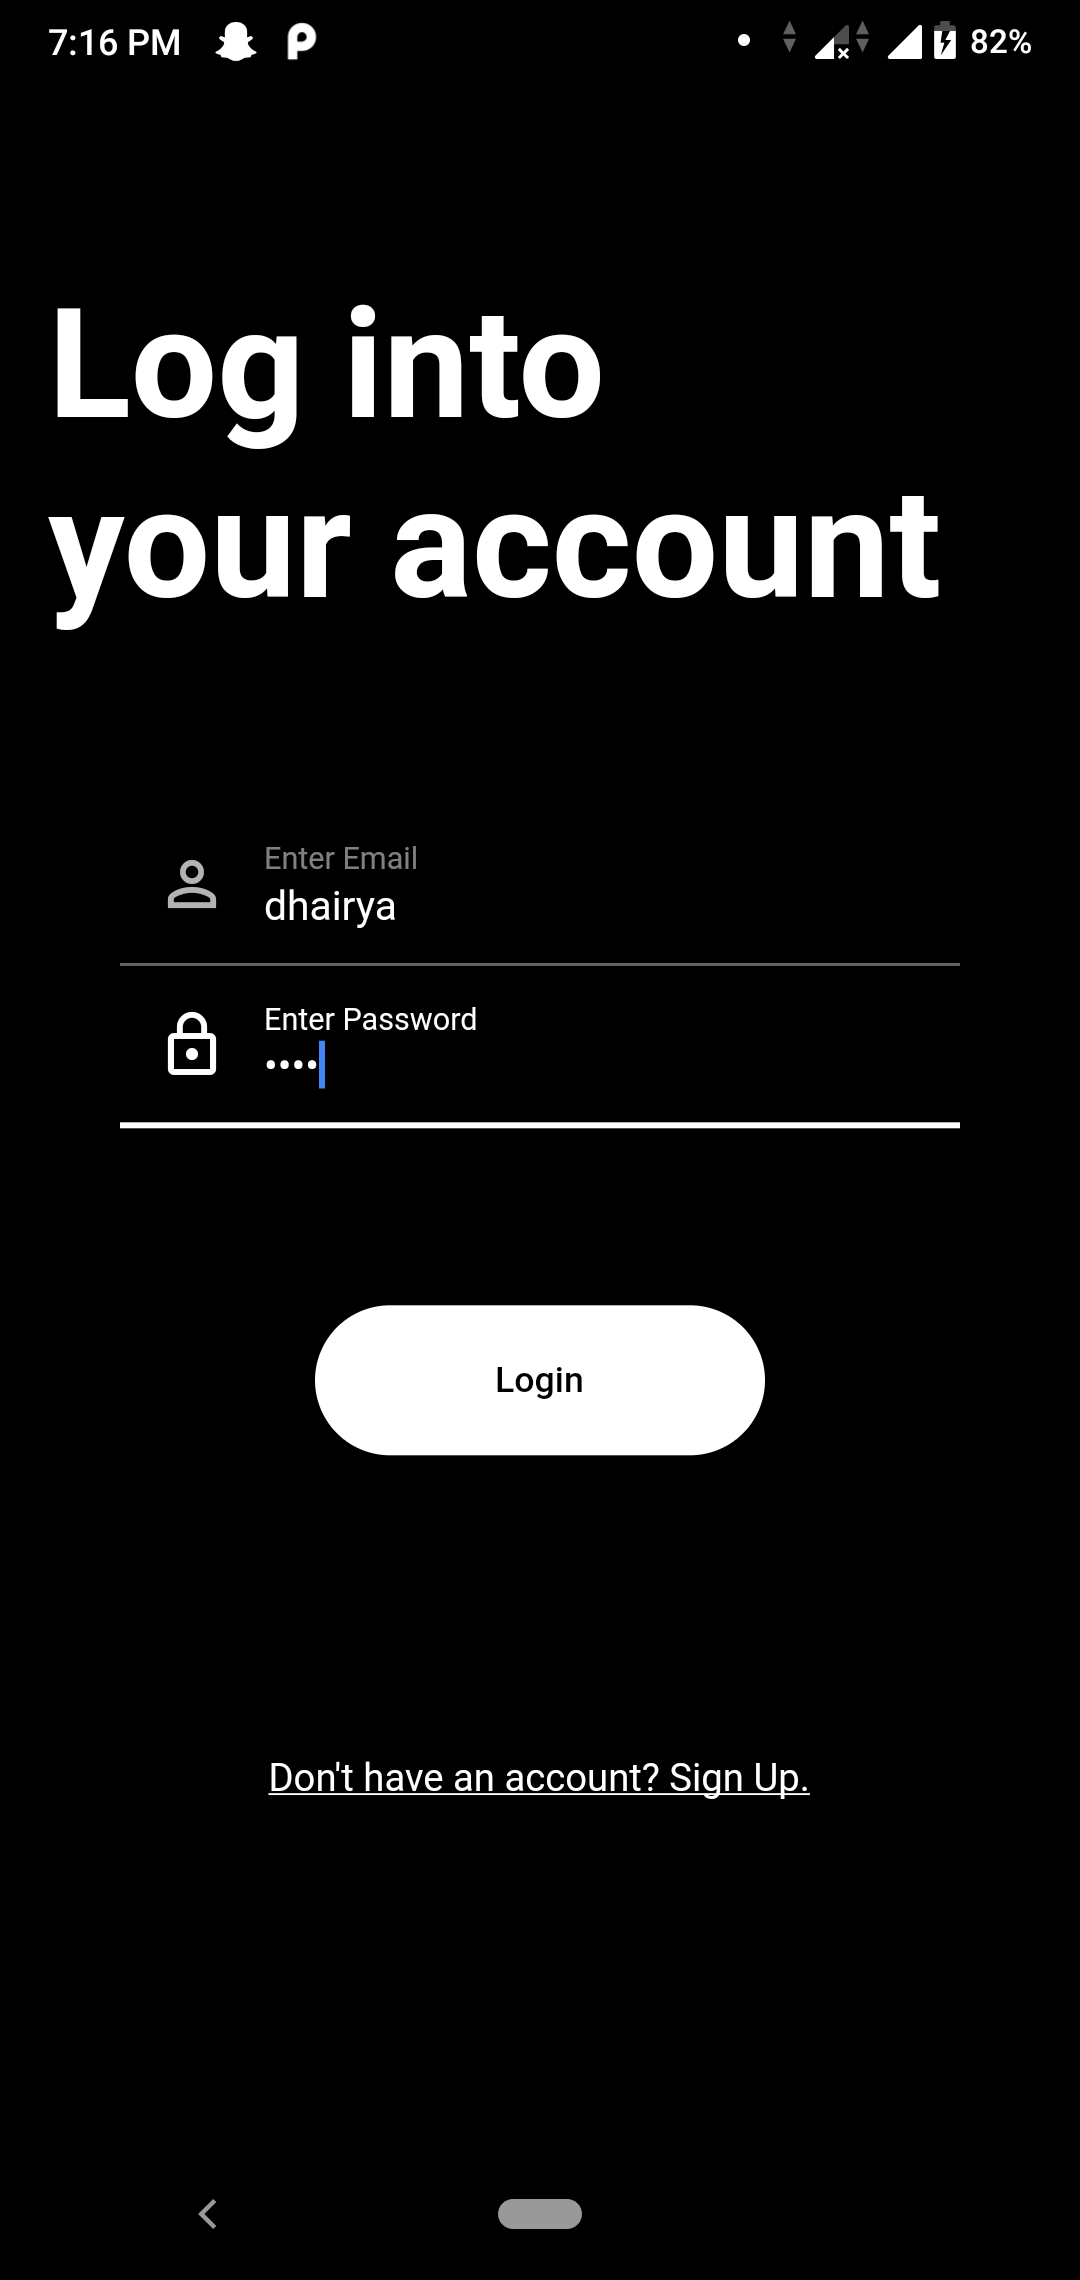 7:16 PM 82%
Log into
your account
Enter Email
dhairya
Enter Password
••••
Login
Don't have an account? Sign Up.